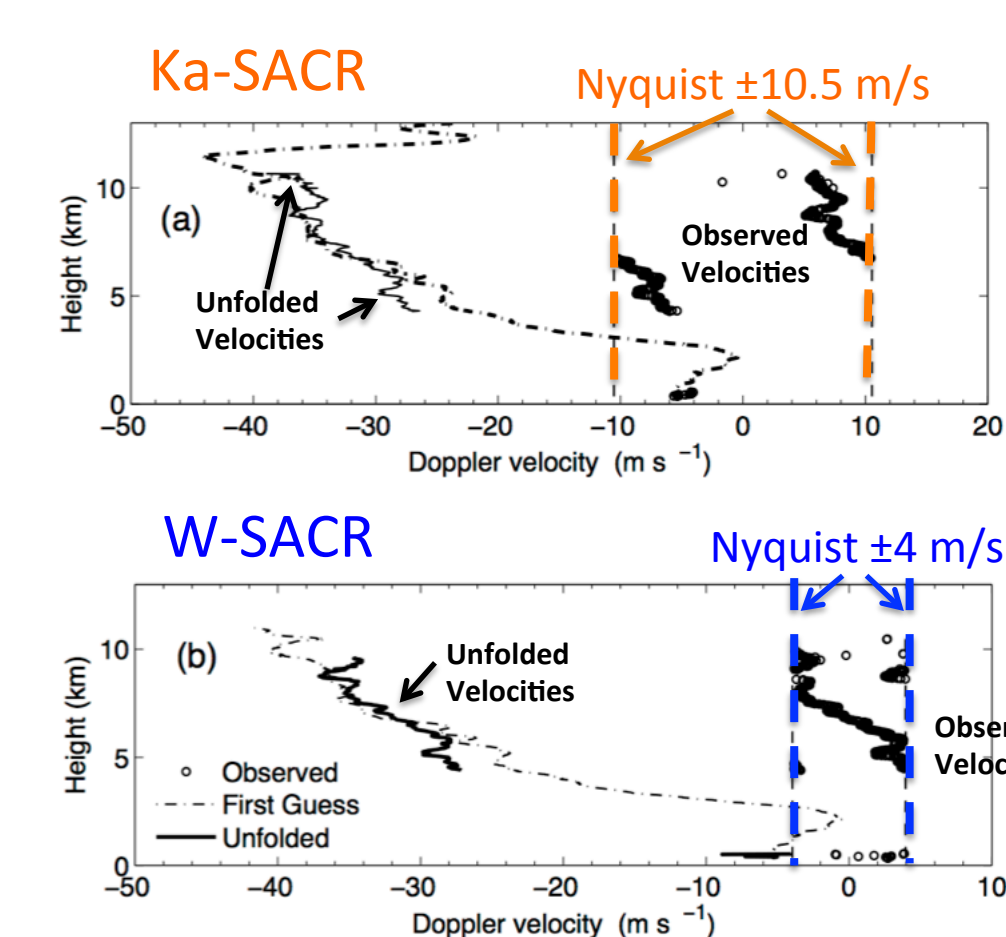 Ka-SACR
Nyquist ±10.5 m/s
(a)
10
5
0
Height (km)
Unfolded
Velocities
Observed
Velocities
−50 −40 −30 −20 −10 0 10 20
Doppler velocity (m s −1)
W-SACR
Nyquist ±4 m/s
(b)
10
5
0
Height (km)
Unfolded
Velocities
Obser
Veloc
Observed
First Guess
Unfolded
−50 −40 −30 −20 −10 0 10
Doppler velocity (m s −1)